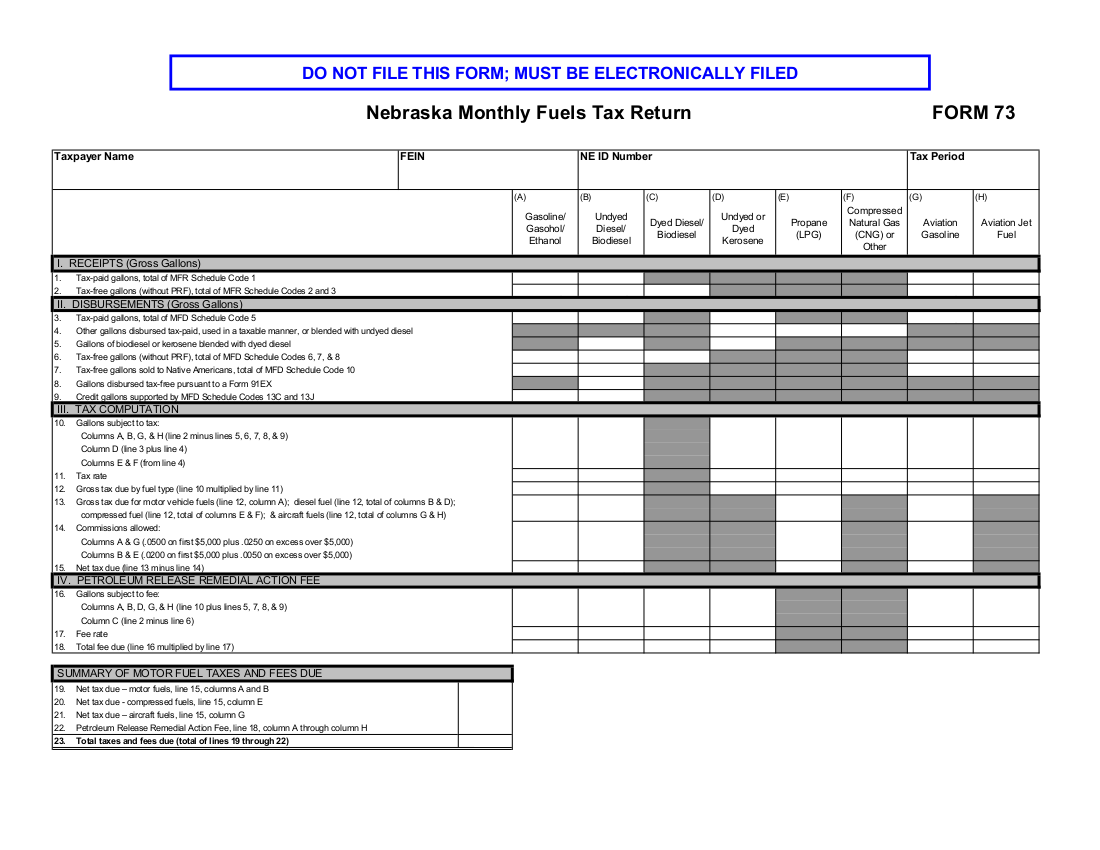 DO NOT FILE THIS FORM; MUST BE ELECTRONICALLY FILED
Nebraska Monthly Fuels Tax Return
FORM 73
Taxpayer Name
FEIN
NE ID Number
Tax Period
(A)
Gasoline/
Gasohol/
Ethanol
(B)
Undyed
Diesel/
Biodiesel
(C)
Dyed Diesel/
Biodiesel
(D)
Undyed or
Dyed
Kerosene
(E)
Propane
(LPG)
(F)
Compressed
Natural Gas
(CNG) or
Other
(G)
Aviation
Gasoline
(H)
Aviation Jet
Fuel
I. RECEIPTS (Gross Gallons)
1. Tax-paid gallons, total of MFR Schedule Code 1
2. Tax-free gallons (without PRF), total of MFR Schedule Codes 2 and 3
II. DISBURSEMENTS (Gross Gallons)
3. Tax-paid gallons, total of MFD Schedule Code 5
4. Other gallons disbursed tax-paid, used in a taxable manner, or blended with undyed diesel
5. Gallons of biodiesel or kerosene blended with dyed diesel
6. Tax-free gallons (without PRF), total of MFD Schedule Codes 6, 7, & 8
7. Tax-free gallons sold to Native Americans, total of MFD Schedule Code 10
8. Gallons disbursed tax-free pursuant to a Form 91EX
9. Credit gallons supported by MFD Schedule Codes 13C and 13J
III. TAX COMPUTATION
10. Gallons subject to tax:
Columns A, B, G, & H (line 2 minus lines 5, 6, 7, 8, & 9)
Column D (line 3 plus line 4)
Columns E & F (from line 4)
11. Tax rate
12. Gross tax due by fuel type (line 10 multiplied by line 11)
13. Gross tax due for motor vehicle fuels (line 12, column A); diesel fuel (line 12, total of columns B & D);
compressed fuel (line 12, total of columns E & F); & aircraft fuels (line 12, total of columns G & H)
14. Commissions allowed:
Columns A & G (.0500 on first $5,000 plus .0250 on excess over $5,000)
Columns B & E (.0200 on first $5,000 plus .0050 on excess over $5,000)
15. Net tax due (line 13 minus line 14)
IV. PETROLEUM RELEASE REMEDIAL ACTION FEE
16. Gallons subject to fee:
Columns A, B, D, G, & H (line 10 plus lines 5, 7, 8, & 9)
Column C (line 2 minus line 6)
17. Fee rate
18. Total fee due (line 16 multiplied by line 17)
SUMMARY OF MOTOR FUEL TAXES AND FEES DUE
19. Net tax due – motor fuels, line 15, columns A and B
20. Net tax due - compressed fuels, line 15, column E
21. Net tax due – aircraft fuels, line 15, column G
22. Petroleum Release Remedial Action Fee, line 18, column A through column H
23. Total taxes and fees due (total of lines 19 through 22)